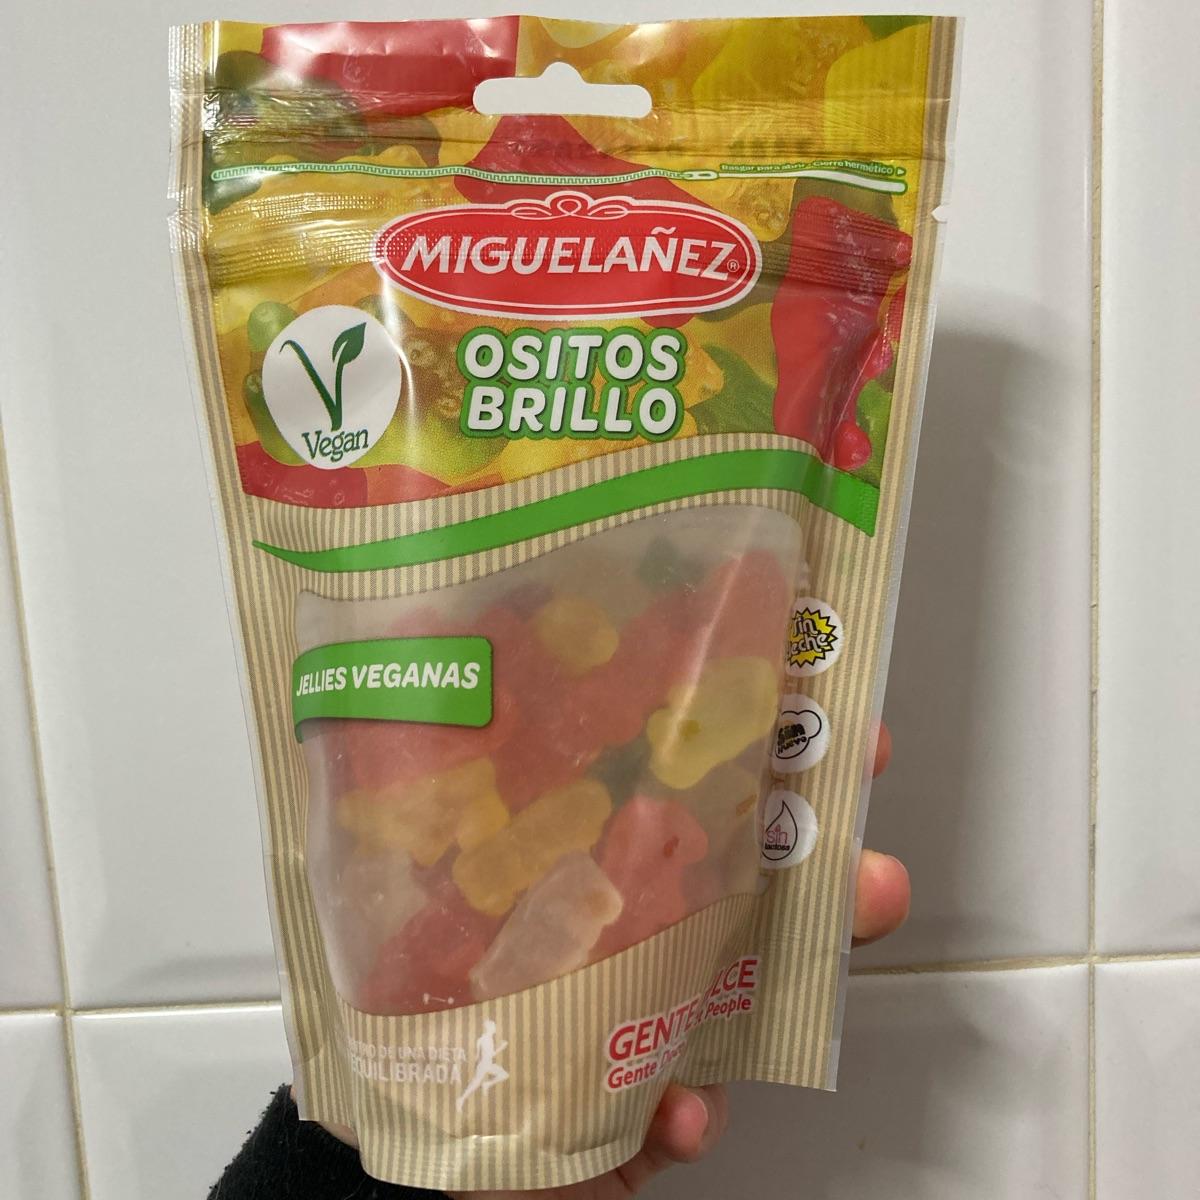 Rasgar para abrir - Cierre hermético
MIGUELAÑEZ®
Vegan
OSITOS
BRILLO
JELLIES VEGANAS
sin
leche
Sin
huevo
sin
lactosa
DE UNA DIETA
EQUILIBRADA
GENTE
People
Gente